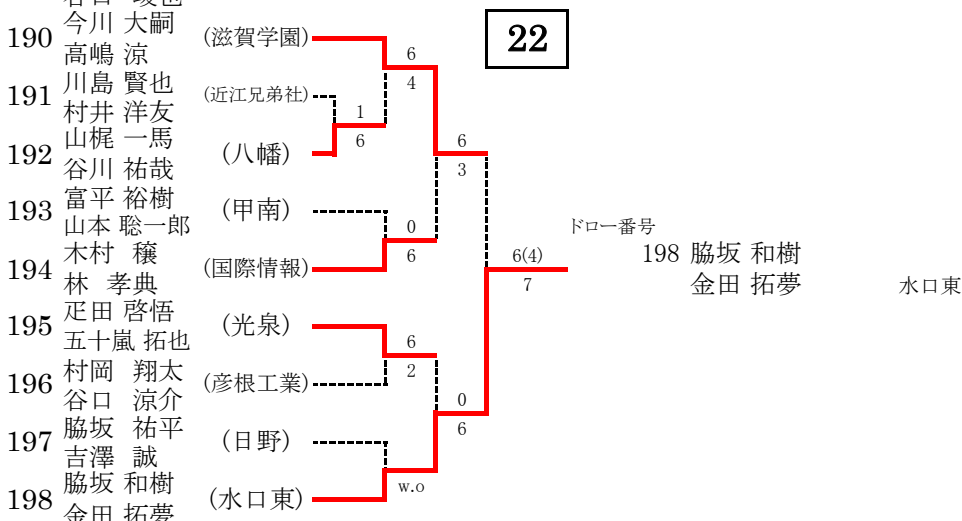 190 今川 大嗣 (滋賀学園)
高嶋 涼
191 川島 賢也 (近江兄弟社)
村井 洋友
192 山梶 一馬 (八幡)
谷川 祐哉
193 富平 裕樹 (甲南)
山本 聡一郎
194 木村 穣 (国際情報)
林 孝典
195 疋田 啓悟 (光泉)
五十嵐 拓也
196 村岡 翔太 (彦根工業)
谷口 涼介
197 脇坂 祐平 (日野)
吉澤 誠
198 脇坂 和樹 (水口東)
金田 拓夢
6
4
1
6
0
6
6
2
w.o
6
3
0
6
6(4)
7
22
ドロー番号
198 脇坂 和樹
金田 拓夢 水口東